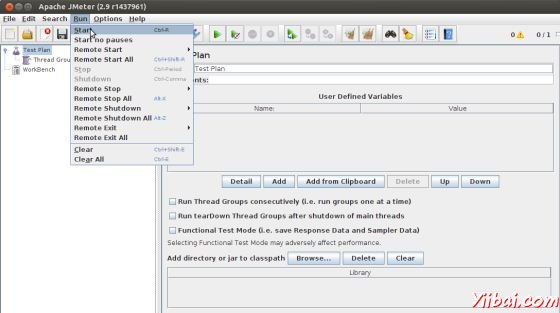 Apache JMeter (2.9 r1437961)
File Edit Search Run Options Help
0 0 / 1
Start Ctrl-R
Start no pauses
Remote Start
Remote Start All Ctrl+Shift-R
Stop Ctrl-Period
Shutdown Ctrl-Comma
Remote Stop
Remote Stop All Alt-X
Remote Shutdown
Remote Shutdown All Alt-Z
Remote Exit
Remote Exit All
Clear Ctrl+Shift-E
Clear All Ctrl-E
Test Plan
Thread Group
WorkBench
Plan
Test Plan
nts:
User Defined Variables
Name: Value
Detail Add Add from Clipboard Delete Up Down
Run Thread Groups consecutively (i.e. run groups one at a time)
Run tearDown Thread Groups after shutdown of main threads
Functional Test Mode (i.e. save Response Data and Sampler Data)
Selecting Functional Test Mode may adversely affect performance.
Add directory or jar to classpath Browse... Delete Clear
Library
Yiibai.com